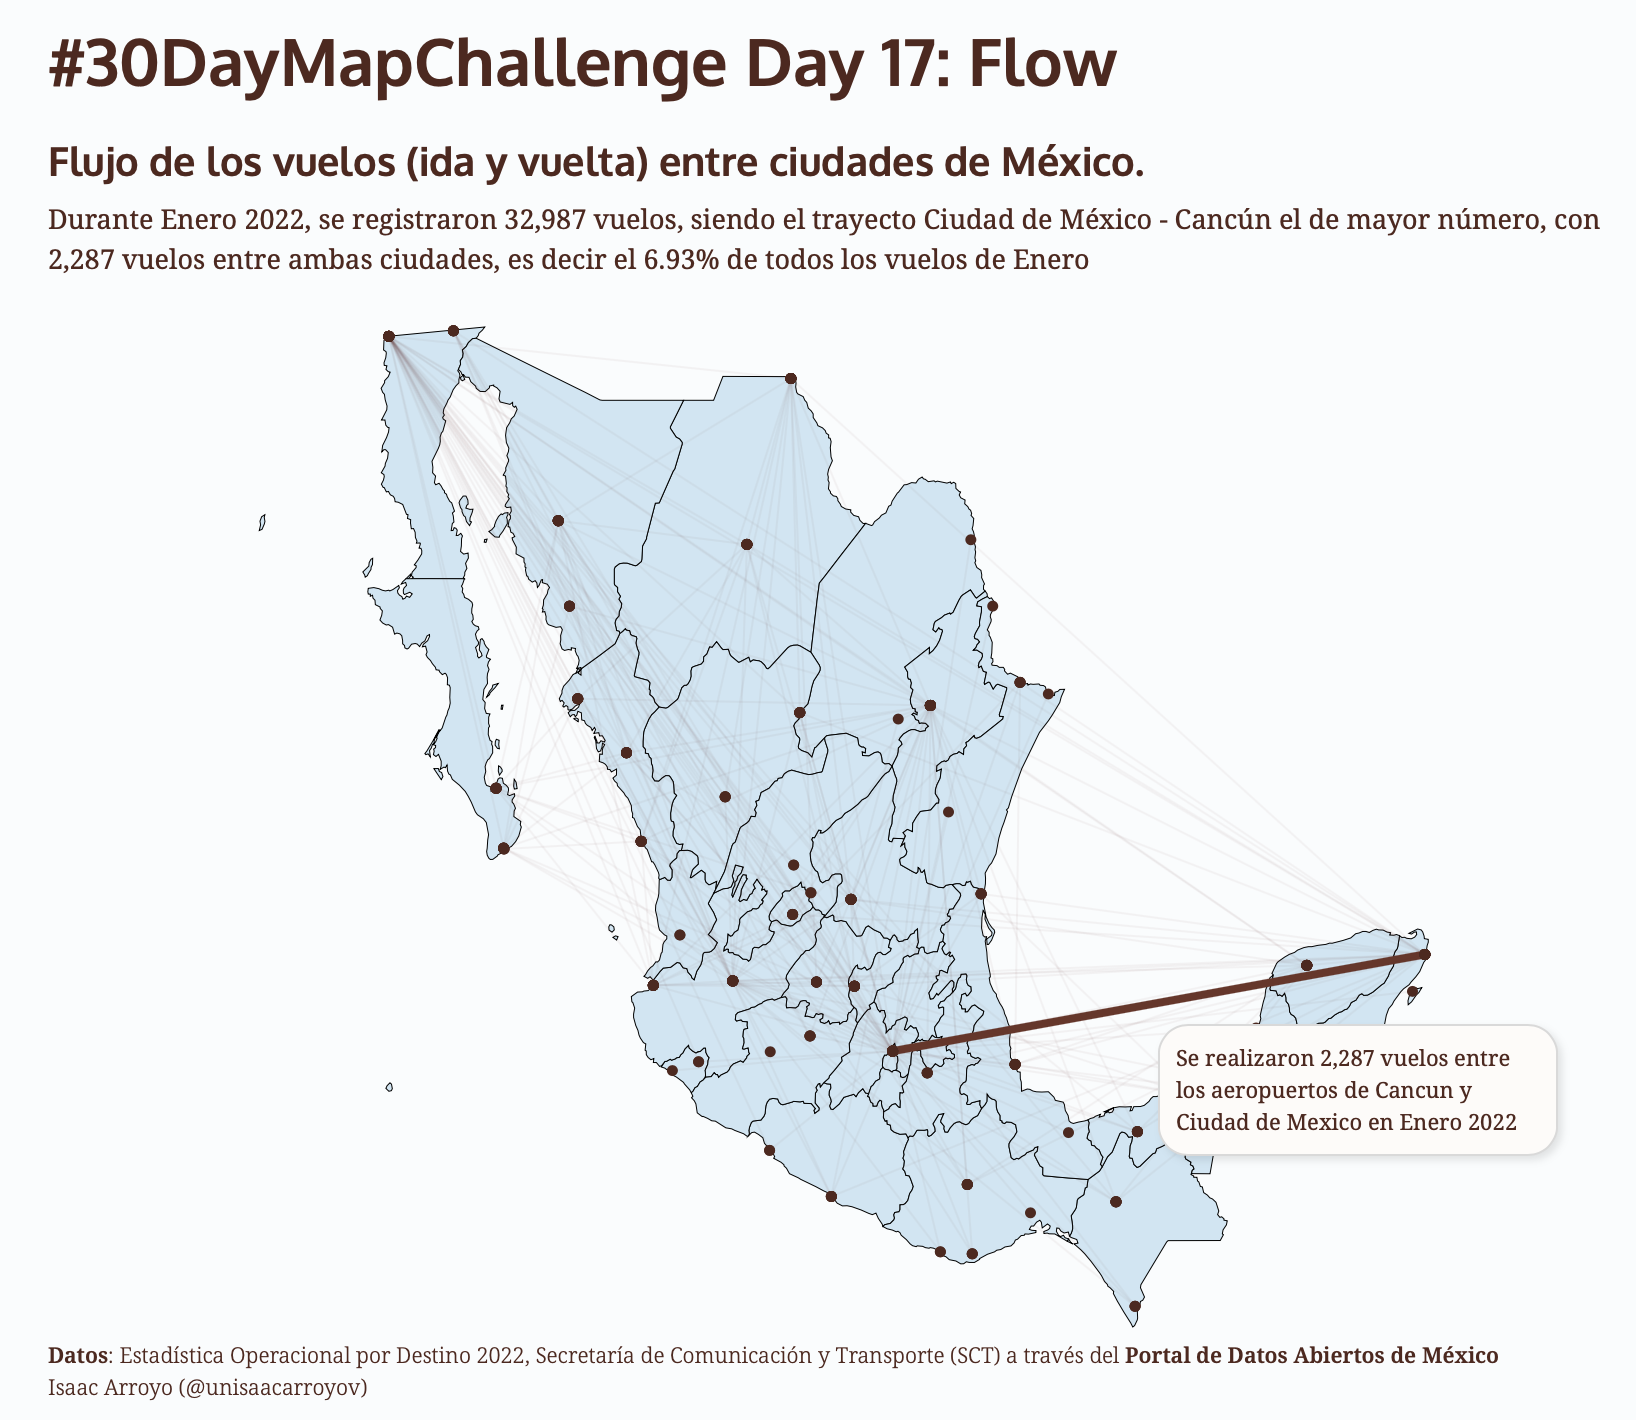 #30DayMapChallenge Day 17: Flow
Flujo de los vuelos (ida y vuelta) entre ciudades de México.
Durante Enero 2022, se registraron 32,987 vuelos, siendo el trayecto Ciudad de México - Cancún el de mayor número, con
2,287 vuelos entre ambas ciudades, es decir el 6.93% de todos los vuelos de Enero
Se realizaron 2,287 vuelos entre
los aeropuertos de Cancun y
Ciudad de Mexico en Enero 2022
Datos: Estadística Operacional por Destino 2022, Secretaría de Comunicación y Transporte (SCT) a través del Portal de Datos Abiertos de México
Isaac Arroyo (@unisaacarroyov)